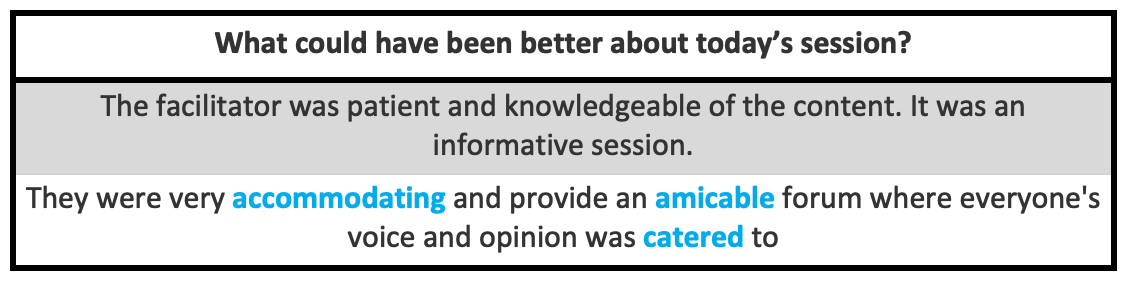 What could have been better about today’s session?
The facilitator was patient and knowledgeable of the content. It was an
informative session.
They were very accommodating and provide an amicable forum where everyone's
voice and opinion was catered to